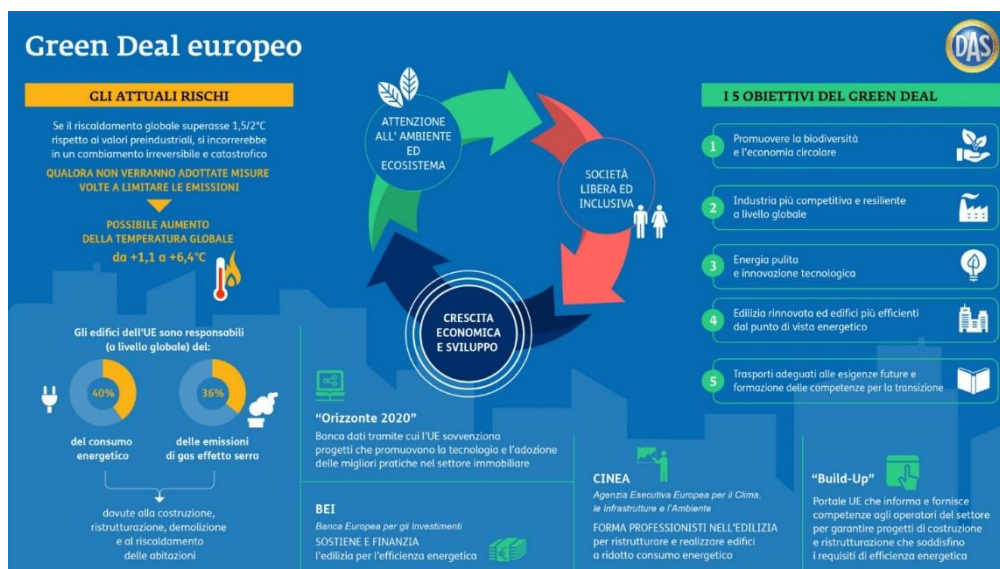 Green Deal europeo
DAS
GLI ATTUALI RISCHI
Se il riscaldamento globale superasse 1,5/2°C
rispetto ai valori preindustriali, si incorrerebbe
in un cambiamento irreversibile e catastrofico
QUALORA NON VERRANNO ADOTTATE MISURE
VOLTE A LIMITARE LE EMISSIONI
POSSIBILE AUMENTO
DELLA TEMPERATURA GLOBALE
da +1,1 a +6,4°C
Gli edifici dell'UE sono responsabili
(a livello globale) del:
40%
36%
del consumo
energetico
delle emissioni
di gas effetto serra
dovute alla costruzione,
ristrutturazione, demolizione
e al riscaldamento
delle abitazioni
ATTENZIONE
ALL' AMBIENTE
ED
ECOSISTEMA
SOCIETÀ
LIBERA ED
INCLUSIVA
CRESCITA
ECONOMICA
E SVILUPPO
I 5 OBIETTIVI DEL GREEN DEAL
1
Promuovere la biodiversità
e l'economia circolare
2
Industria più competitiva e resiliente
a livello globale
3
Energia pulita
e innovazione tecnologica
4
Edilizia rinnovata ed edifici più efficienti
dal punto di vista energetico
5
Trasporti adeguati alle esigenze future e
formazione delle competenze per la transizione
"Orizzonte 2020"
Banca dati tramite cui l'UE sovvenziona
progetti che promuovono la tecnologia e l'adozione
delle migliori pratiche nel settore immobiliare
BEI
Banca Europea per gli Investimenti
SOSTIENE E FINANZIA
l'edilizia per l'efficienza energetica
CINEA
Agenzia Esecutiva Europea per il Clima,
le Infrastrutture e l'Ambiente
FORMA PROFESSIONISTI NELL'EDILIZIA
per ristrutturare e realizzare edifici
a ridotto consumo energetico
"Build-Up"
Portale UE che informa e fornisce
competenze agli operatori del settore
per garantire progetti di costruzione
e ristrutturazione che soddisfino
i requisiti di efficienza energetica